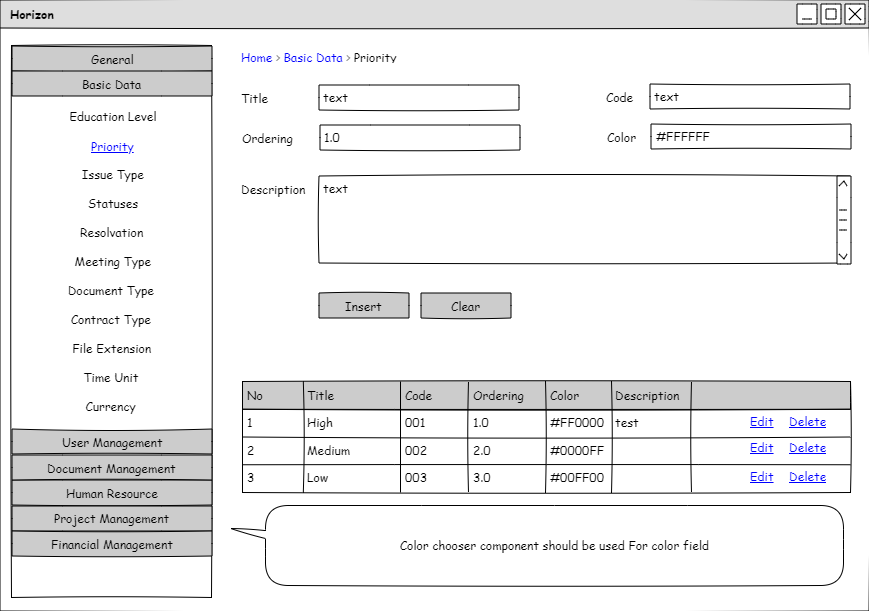 Horizon
General
Basic Data
Education Level
Priority
Issue Type
Statuses
Resolvation
Meeting Type
Document Type
Contract Type
File Extension
Time Unit
Currency
User Management
Document Management
Human Resource
Project Management
Financial Management
Home > Basic Data > Priority
Title text Code text
Ordering 1.0 Color #FFFFFF
Description text
Insert Clear
No Title Code Ordering Color Description
1 High 001 1.0 #FF0000 test Edit Delete
2 Medium 002 2.0 #0000FF Edit Delete
3 Low 003 3.0 #00FF00 Edit Delete
Color chooser component should be used For color field